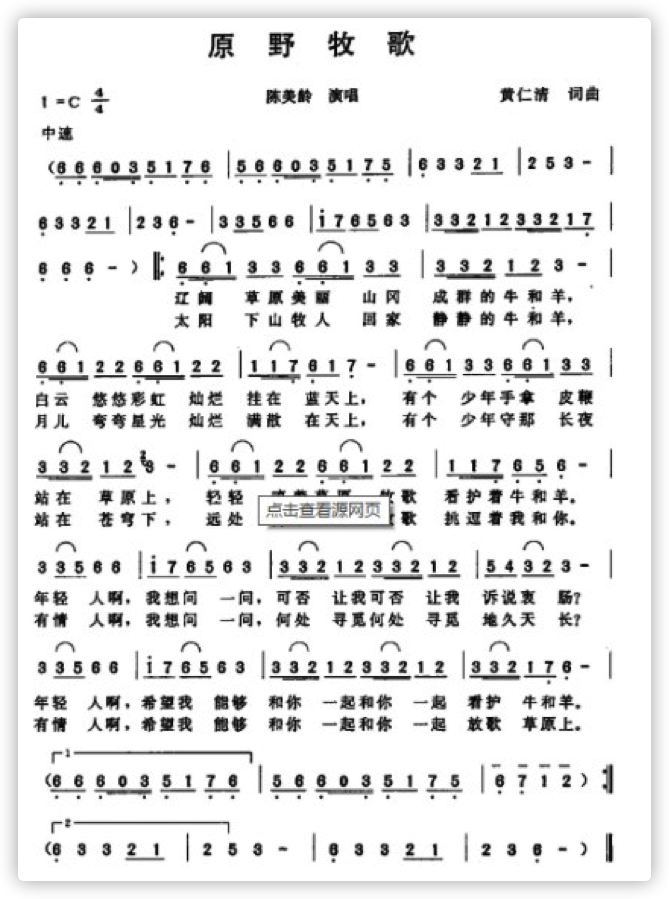 原野牧歌
1=C 4/4 陈美龄 演唱 黄仁清 词曲
中速
(6 6 6 0 3 5 1 7 6 | 5 6 6 0 3 5 1 7 5 | 6 3 3 2 1 | 2 5 3 - |
6 3 3 2 1 | 2 3 6 - | 3 3 5 6 6 | i 7 6 5 6 3 | 3 3 2 1 2 3 3 2 1 7 |
6 6 6 - ) ‖: 6 6 1 3 3 6 6 1 3 3 | 3 3 2 1 2 3 - |
辽阔 草原美丽 山冈 成群的牛和羊,
太阳 下山牧人 回家 静静的牛和羊,
6 6 1 2 2 6 6 1 2 2 | 1 1 7 6 1 7 - | 6 6 1 3 3 6 6 1 3 3 |
白云 悠悠彩虹 灿烂 挂在 蓝天上, 有个 少年手拿 皮鞭
月儿 弯弯星光 灿烂 满散 在天上, 有个 少年守那 长夜
3 3 2 1 2 3 - | 6 6 1 2 2 6 6 1 2 2 | 1 1 7 6 5 6 - |
站在 草原上, 轻轻 牧歌 看护着牛和羊。
站在 苍穹下, 远处 歌 挑逗着我和你。
点击查看源网页
3 3 5 6 6 | i 7 6 5 6 3 | 3 3 2 1 2 3 3 2 1 2 | 5 4 3 2 3 - |
年轻 人啊,我想问 一问,可否 让我可否 让我 诉说衷 肠?
有情 人啊,我想问 一问,何处 寻觅何处 寻觅 地久天 长?
3 3 5 6 6 | i 7 6 5 6 3 | 3 3 2 1 2 3 3 2 1 2 | 3 3 2 1 7 6 - |
年轻 人啊,希望我 能够 和你 一起和你 一起 看护 牛和羊。
有情 人啊,希望我 能够 和你 一起和你 一起 放歌 草原上。
1
(6 6 6 0 3 5 1 7 6 | 5 6 6 0 3 5 1 7 5 | 6 7 1 2 ) :‖
2
(6 3 3 2 1 | 2 5 3 - | 6 3 3 2 1 | 2 3 6 - ) ‖